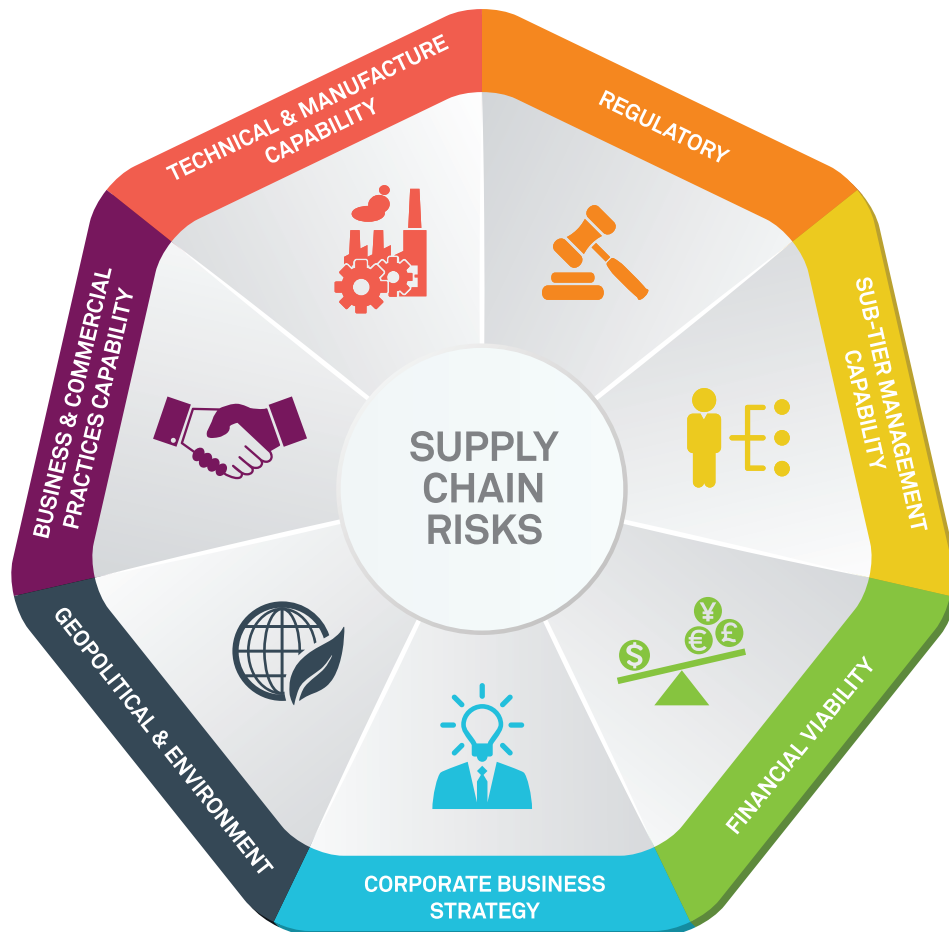 TECHNICAL & MANUFACTURE
CAPABILITY
REGULATORY
SUB-TIER MANAGEMENT
CAPABILITY
FINANCIAL VIABILITY
CORPORATE BUSINESS
STRATEGY
GEOPOLITICAL & ENVIRONMENT
BUSINESS & COMMERCIAL
PRACTICES CAPABILITY
SUPPLY
CHAIN
RISKS
$
¥
€
£